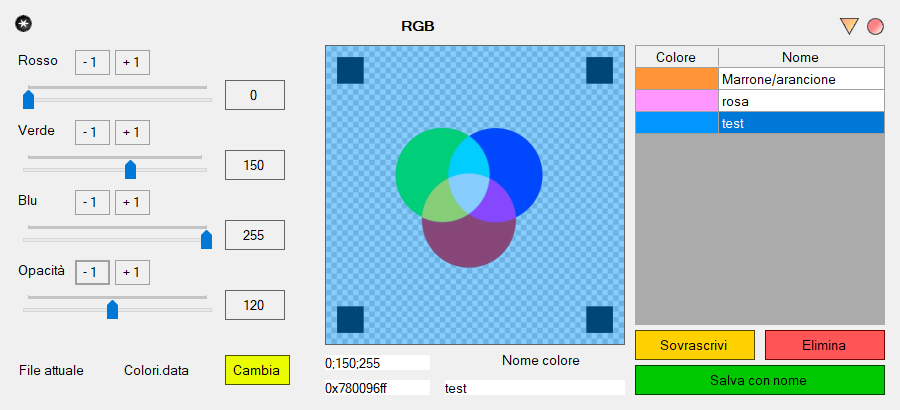 RGB
Rosso - 1 + 1
0
Verde - 1 + 1
150
Blu - 1 + 1
255
Opacità - 1 + 1
120
File attuale Colori.data Cambia
0;150;255 Nome colore
0x780096ff test
Colore Nome
Marrone/arancione
rosa
test
Sovrascrivi Elimina
Salva con nome